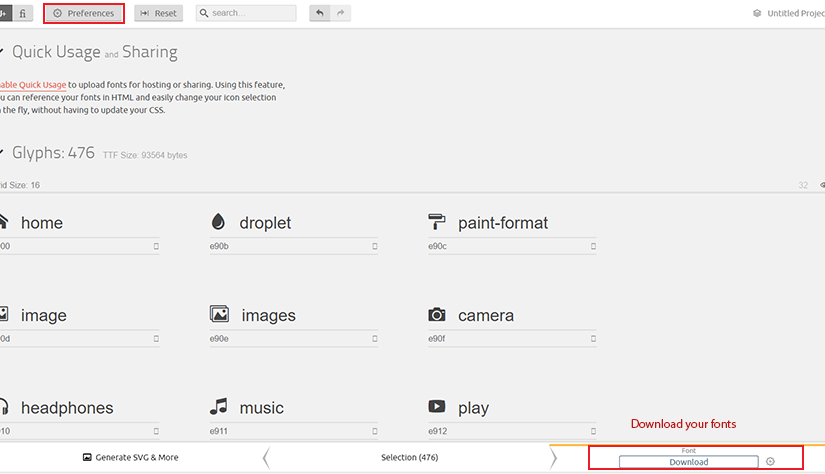 fi Preferences Reset search... Untitled Projec
Quick Usage and Sharing
able Quick Usage to upload fonts for hosting or sharing. Using this feature,
u can reference your fonts in HTML and easily change your icon selection
the fly, without having to update your CSS.
Glyphs: 476 TTF Size: 93564 bytes
id Size: 16 32
home droplet paint-format
00 e90b e90c
image images camera
0d e90e e90f
headphones music play
10 e911 e912
Download your fonts
Generate SVG & More Selection (476) Font
Download